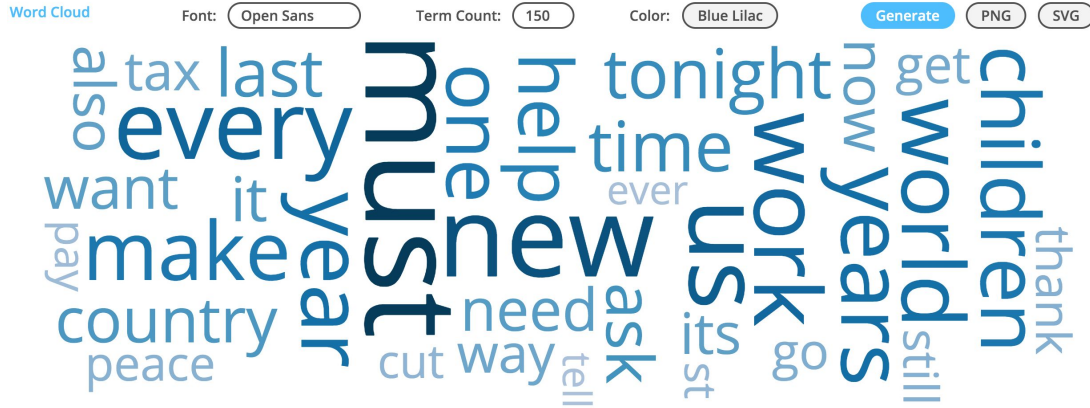 Word Cloud
Font: Open Sans
Term Count: 150
Color: Blue Lilac
Generate
PNG
SVG
also
tax
last
every
want
it
pay
make
year
country
peace
must
one
help
new
cut
way
need
tell
ask
tonight
time
ever
us
work
its
st
go
now
years
get
world
still
children
thank